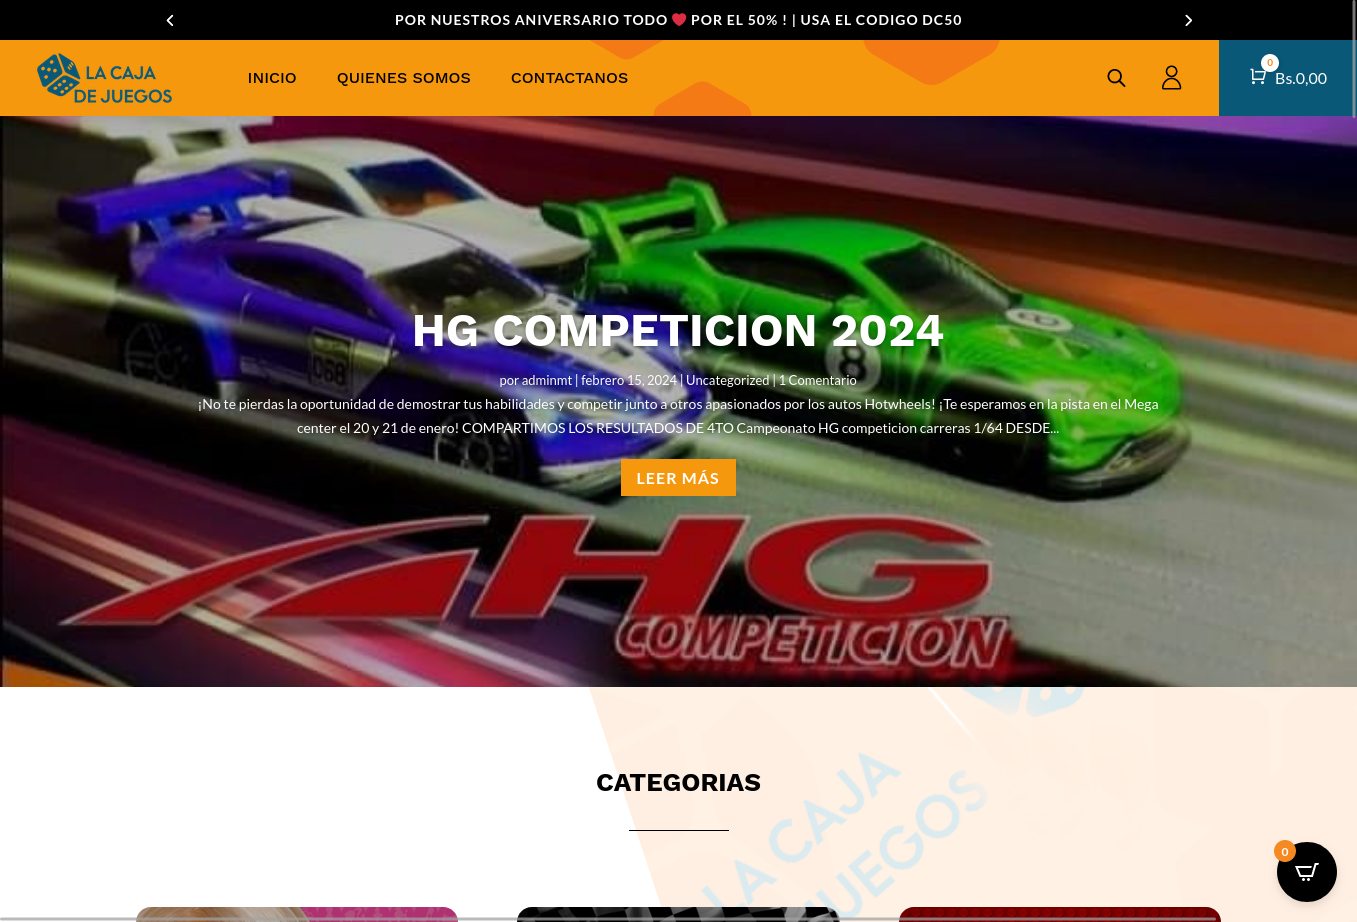 POR NUESTROS ANIVERSARIO TODO ❤️ POR EL 50% ! | USA EL CODIGO DC50
LA CAJA
DE JUEGOS
INICIO
QUIENES SOMOS
CONTACTANOS
0
Bs.0,00
HG COMPETICION 2024
por adminmt | febrero 15, 2024 | Uncategorized | 1 Comentario
¡No te pierdas la oportunidad de demostrar tus habilidades y competir junto a otros apasionados por los autos Hotwheels! ¡Te esperamos en la pista en el Mega
center el 20 y 21 de enero! COMPARTIMOS LOS RESULTADOS DE 4TO Campeonato HG competicion carreras 1/64 DESDE...
LEER MÁS
8
8
HG
COMPETICION
CATEGORIAS
LA CAJA
JUEGOS
0